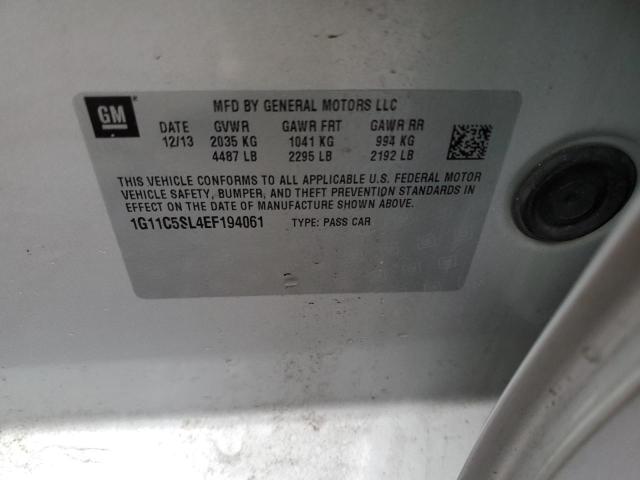 GM
MFD BY GENERAL MOTORS LLC
DATE GVWR GAWR FRT GAWR RR
12/13 2035 KG 1041 KG 994 KG
4487 LB 2295 LB 2192 LB
THIS VEHICLE CONFORMS TO ALL APPLICABLE U.S. FEDERAL MOTOR
VEHICLE SAFETY, BUMPER, AND THEFT PREVENTION STANDARDS IN
EFFECT ON THE DATE OF MANUFACTURE SHOWN ABOVE.
1G11C5SL4EF194061 TYPE: PASS CAR